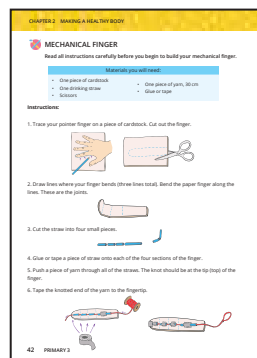 CHAPTER 2 MAKING A HEALTHY BODY
MECHANICAL FINGER
Read all instructions carefully before you begin to build your mechanical finger.
Materials you will need:
• One piece of cardstock
• One drinking straw
• Scissors
• One piece of yarn, 30 cm
• Glue or tape
Instructions:
1. Trace your pointer finger on a piece of cardstock. Cut out the finger.
2. Draw lines where your finger bends (three lines total). Bend the paper finger along the
lines. These are the joints.
3. Cut the straw into four small pieces.
4. Glue or tape a piece of straw onto each of the four sections of the finger.
5. Push a piece of yarn through all of the straws. The knot should be at the tip (top) of the
finger.
6. Tape the knotted end of the yarn to the fingertip.
42 PRIMARY 3